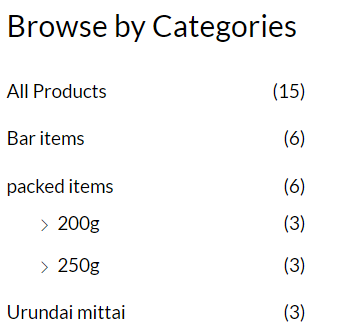 Browse by Categories
All Products (15)
Bar items (6)
packed items (6)
200g (3)
250g (3)
Urundai mittai (3)